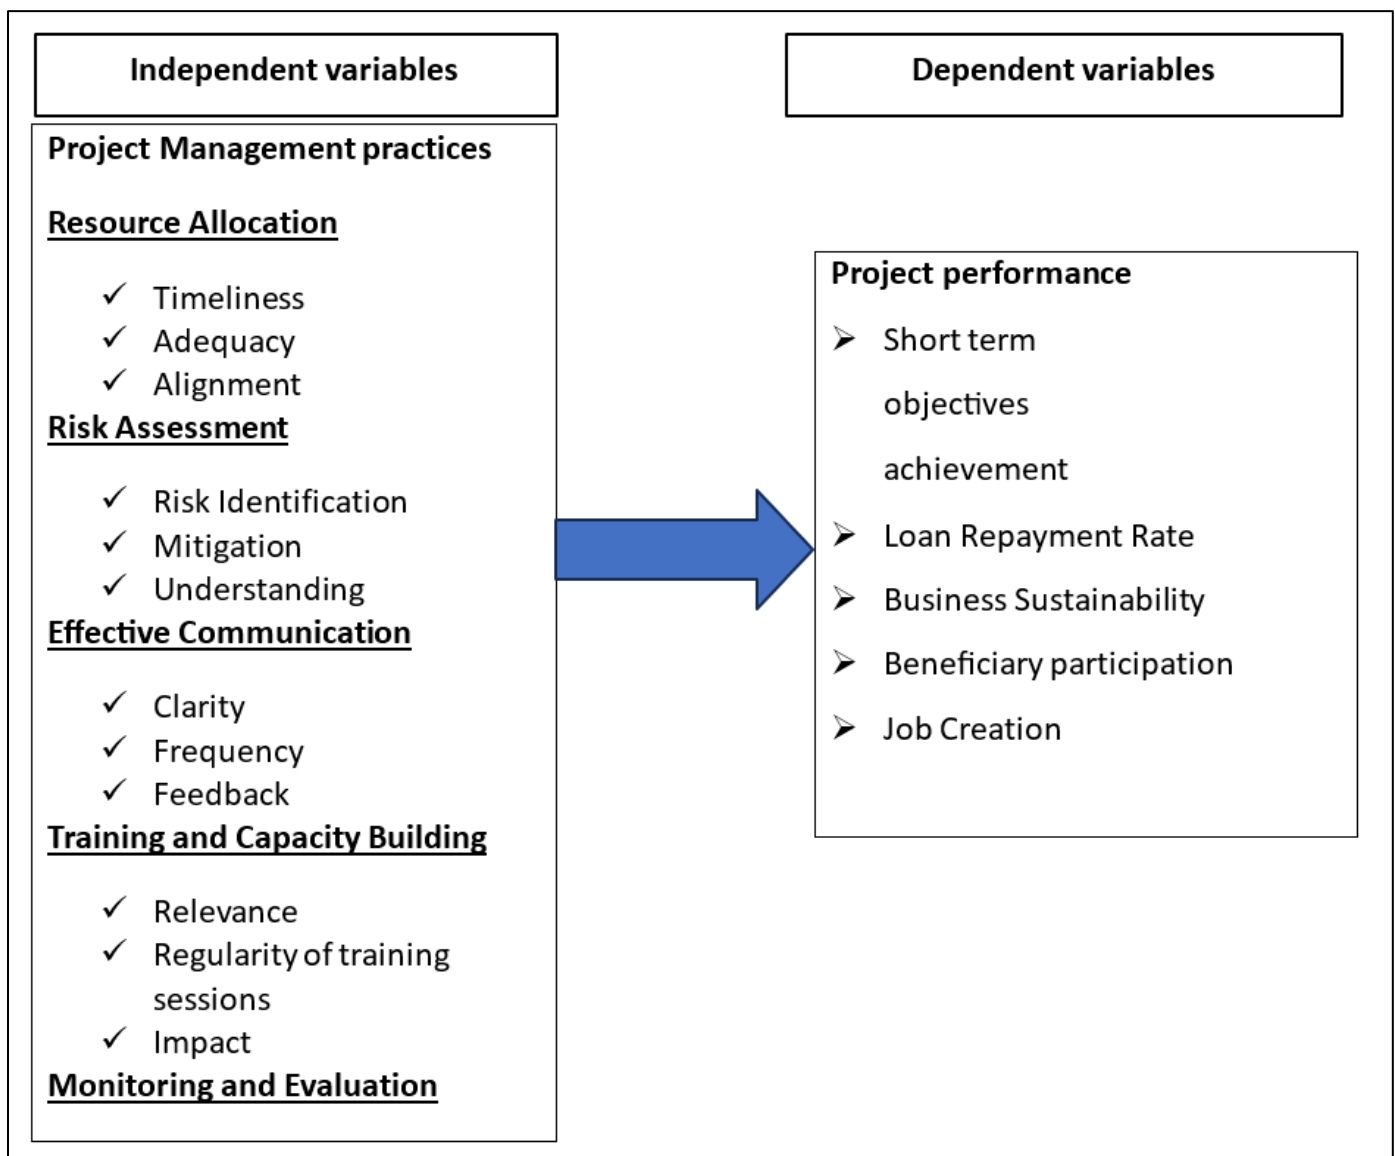 Independent variables
Dependent variables
Project Management practices
Resource Allocation
✓ Timeliness
✓ Adequacy
✓ Alignment
Risk Assessment
✓ Risk Identification
✓ Mitigation
✓ Understanding
Effective Communication
✓ Clarity
✓ Frequency
✓ Feedback
Training and Capacity Building
✓ Relevance
✓ Regularity of training
sessions
✓ Impact
Monitoring and Evaluation
Project performance
➢ Short term
objectives
achievement
➢ Loan Repayment Rate
➢ Business Sustainability
➢ Beneficiary participation
➢ Job Creation